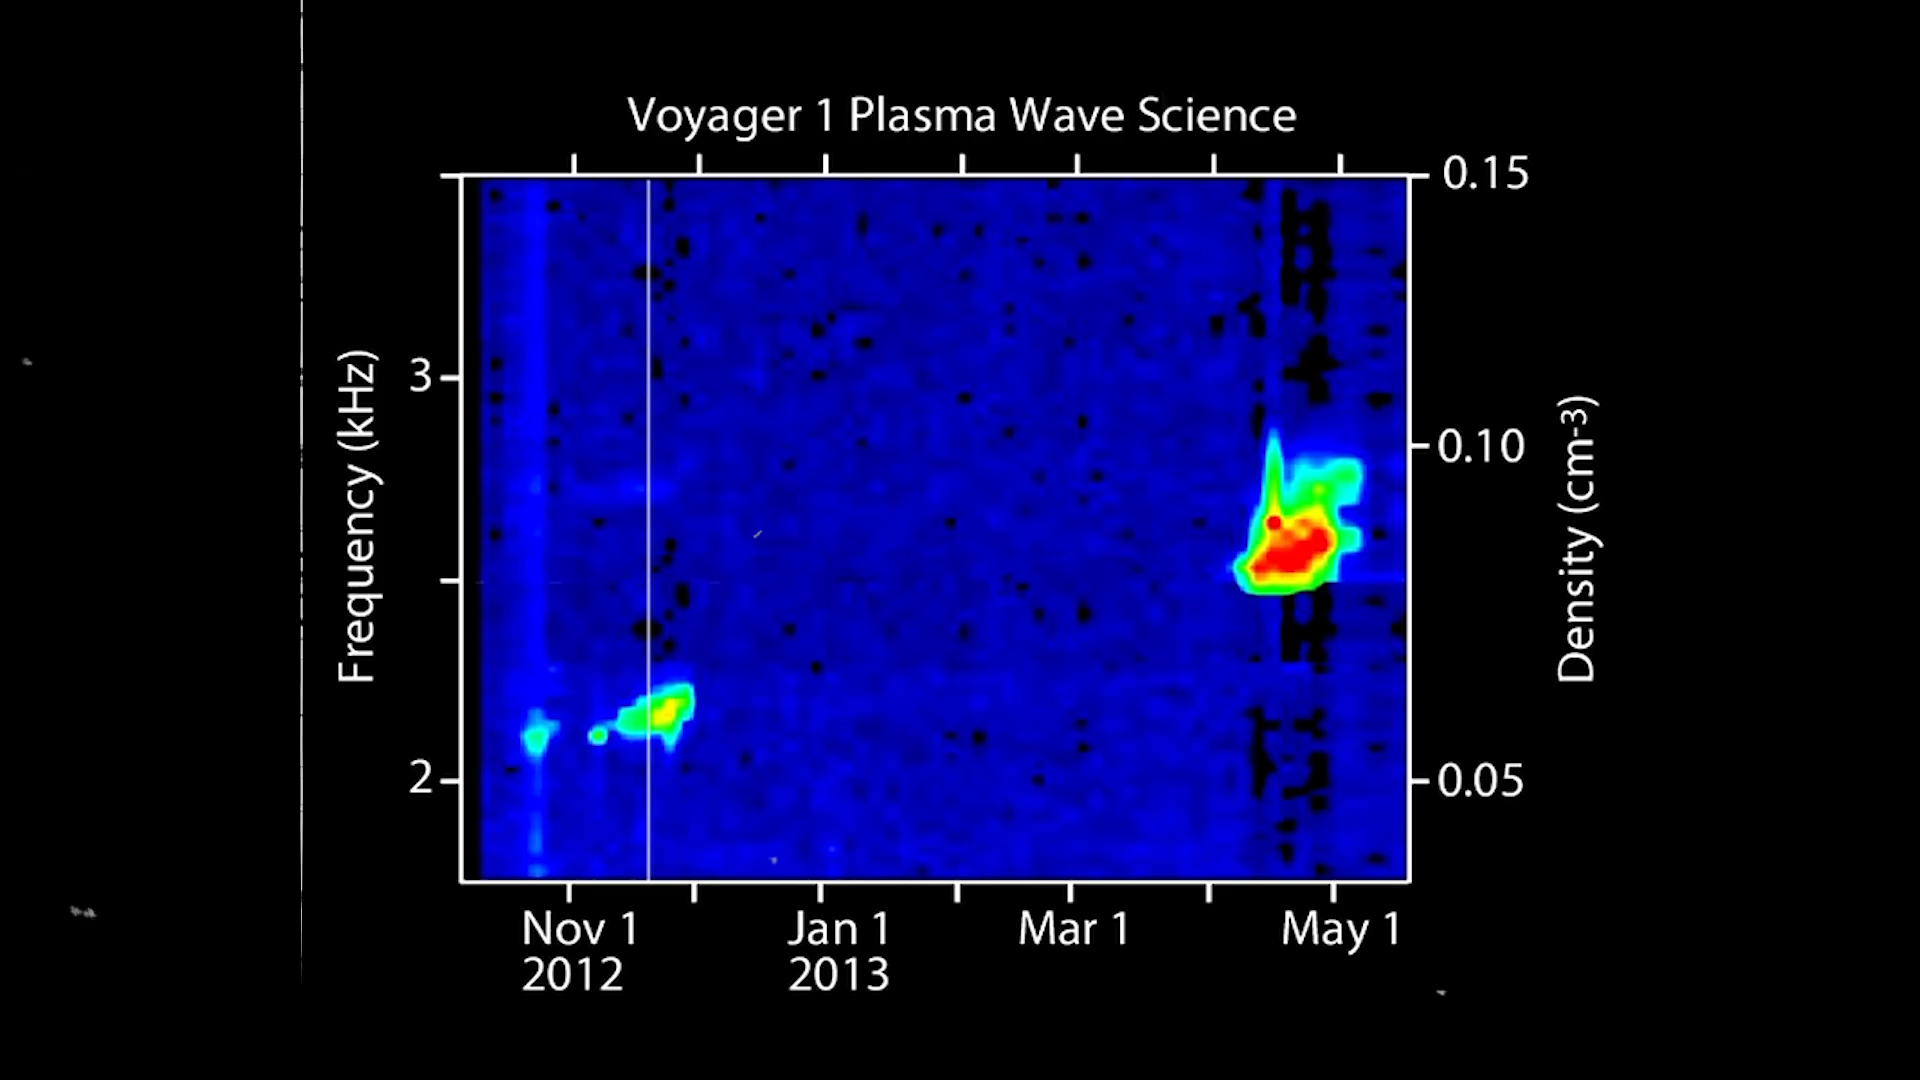 Voyager 1 Plasma Wave Science
0.15
3
0.10
2
0.05
Frequency (kHz)
Density (cm-3)
Nov 1
2012
Jan 1
2013
Mar 1
May 1